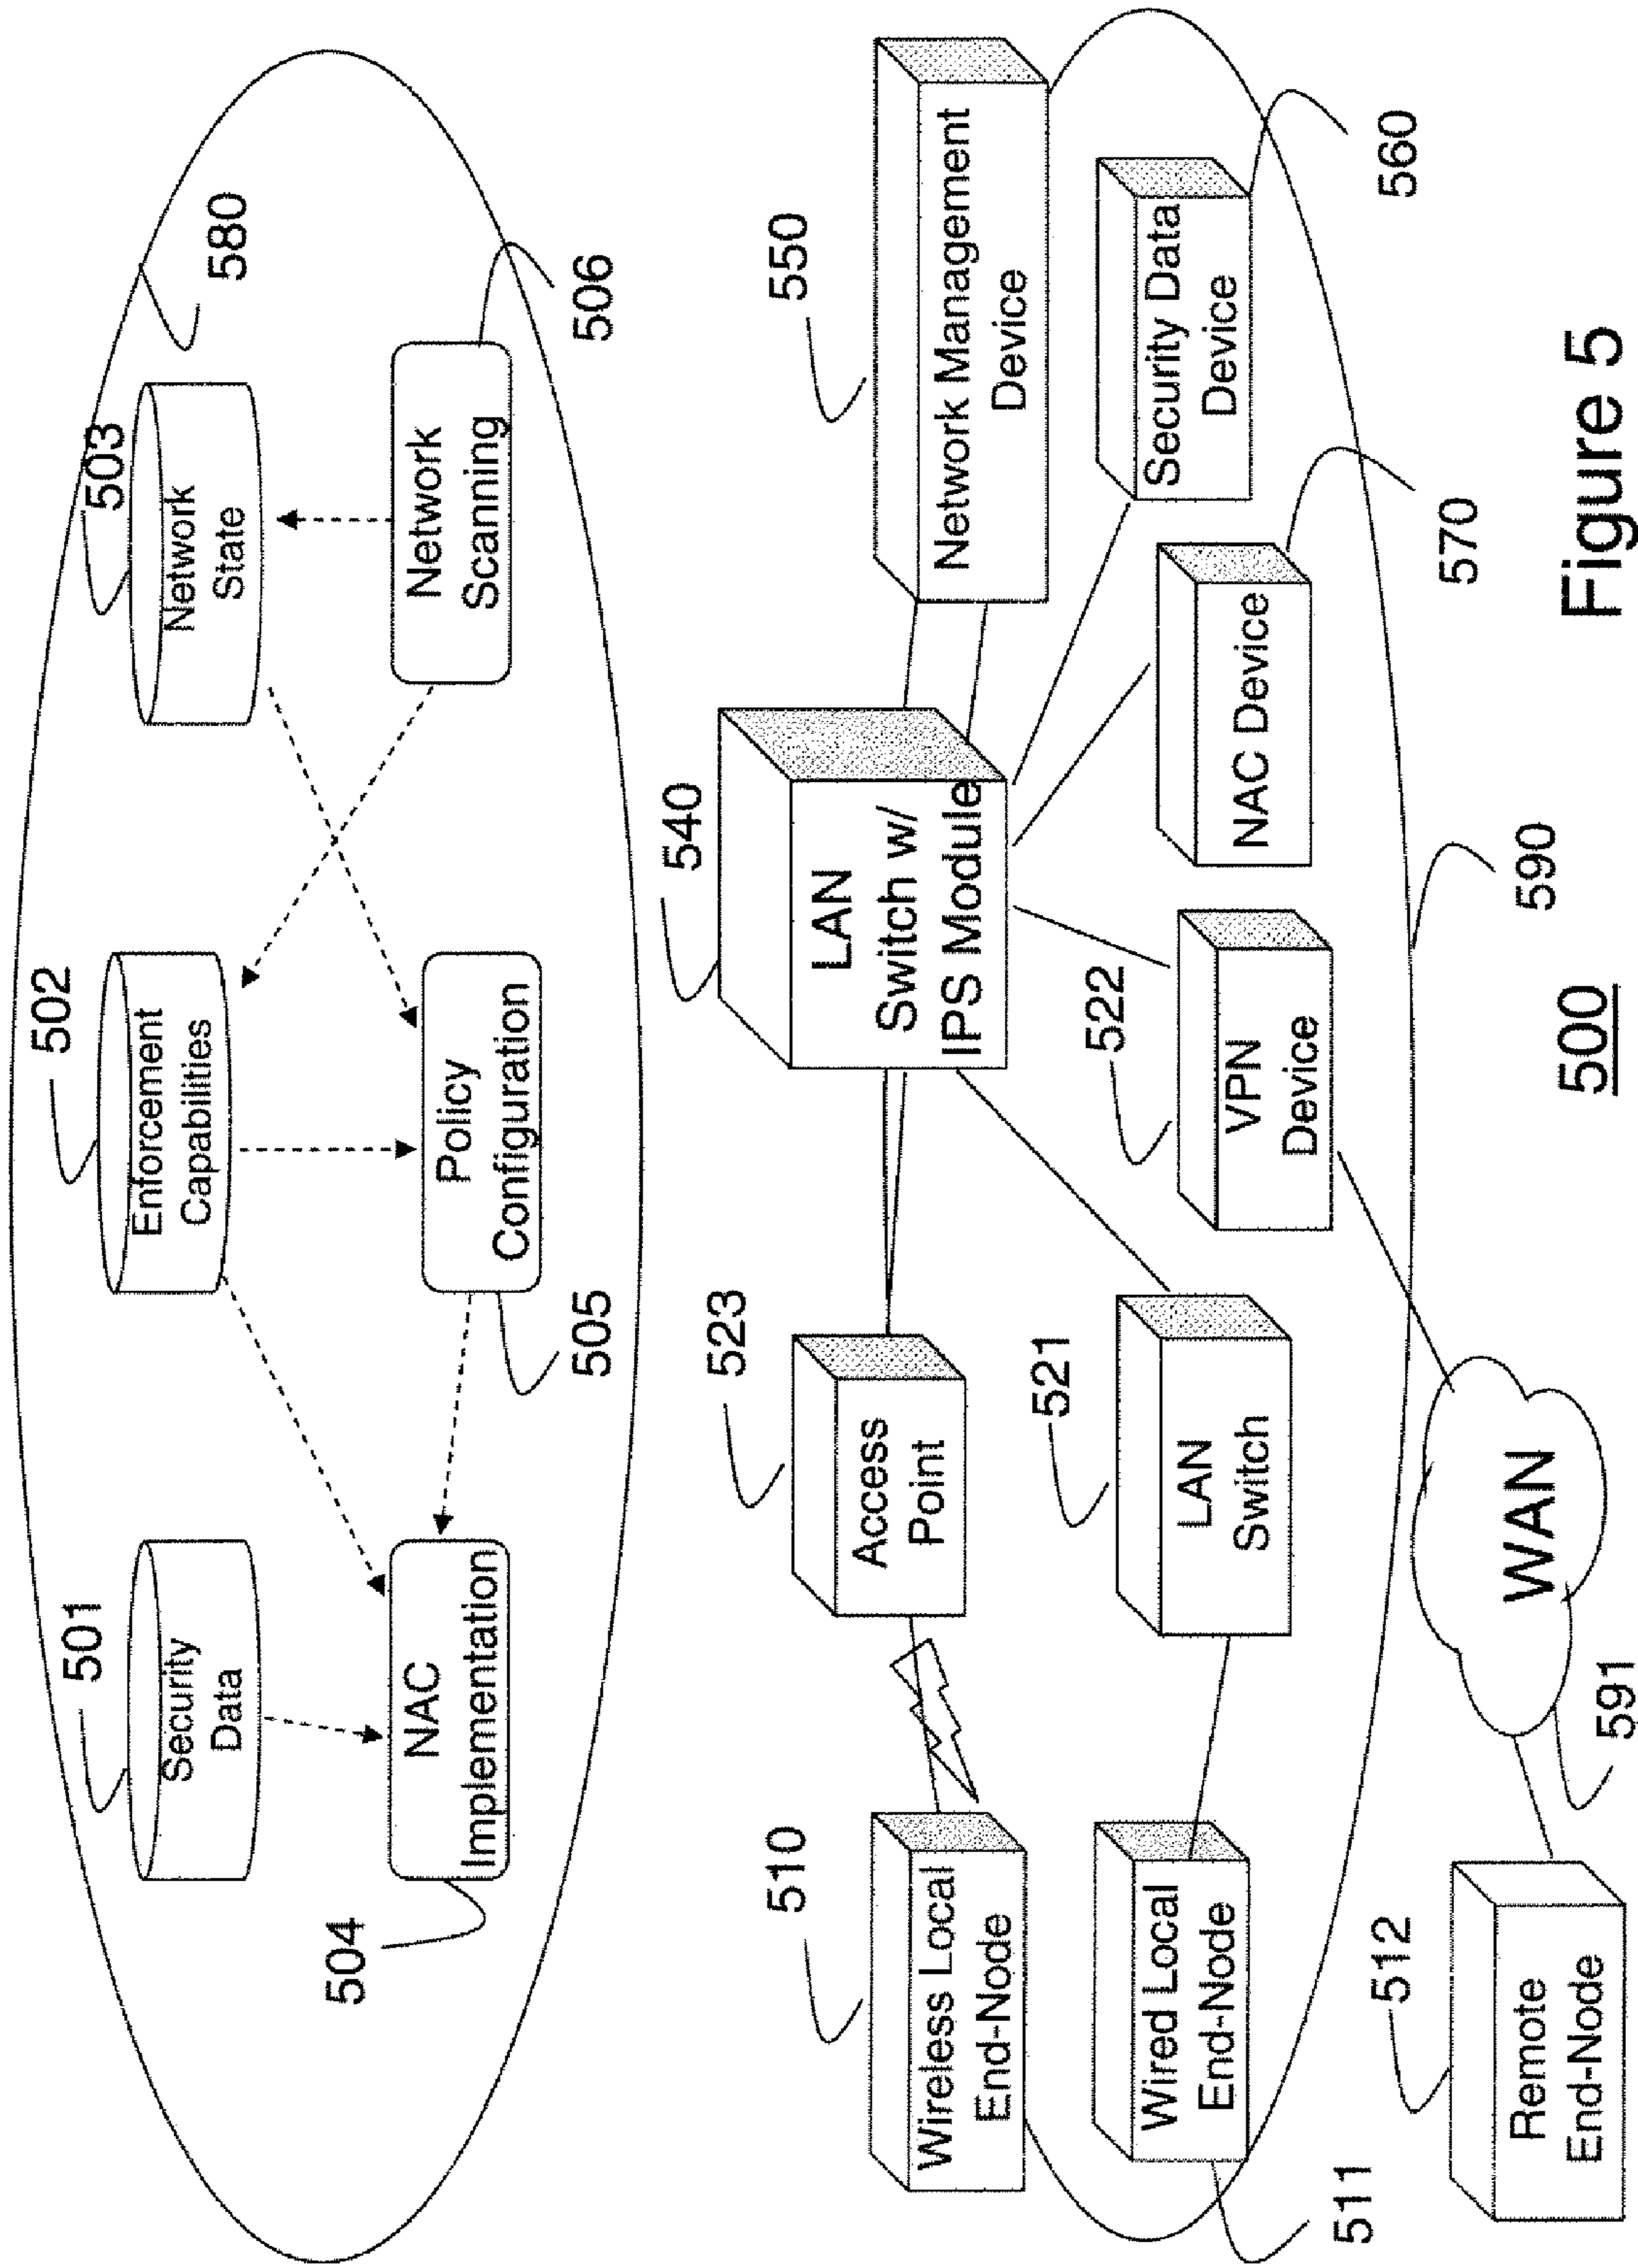 580
503
Network
State
506
Network
Scanning
502
Enforcement
Capabilities
Policy
Configuration
505
501
Security
Data
NAC
Implementation
504
550
Network Management
Device
560
Security Data
Device
570
NAC Device
540
LAN
Switch w/
IPS Module
522
VPN
Device
590
523
Access
Point
521
LAN
Switch
WAN
591
510
Wireless Local
End-Node
Wired Local
End-Node
511
512
Remote
End-Node
500
Figure 5